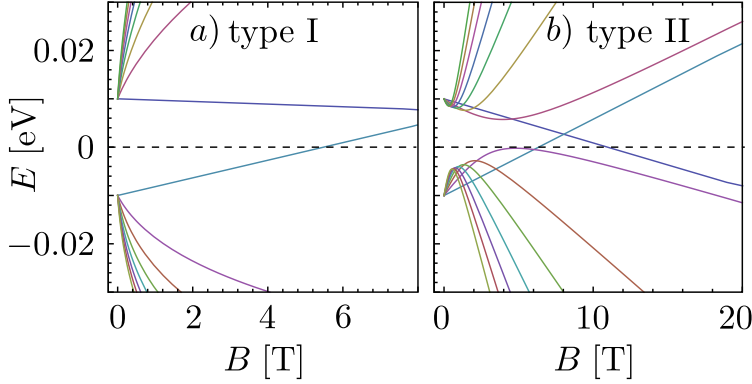 a) type I
b) type II
E [eV]
0.02
0
−0.02
0 2 4 6
0 10 20
B [T]
B [T]